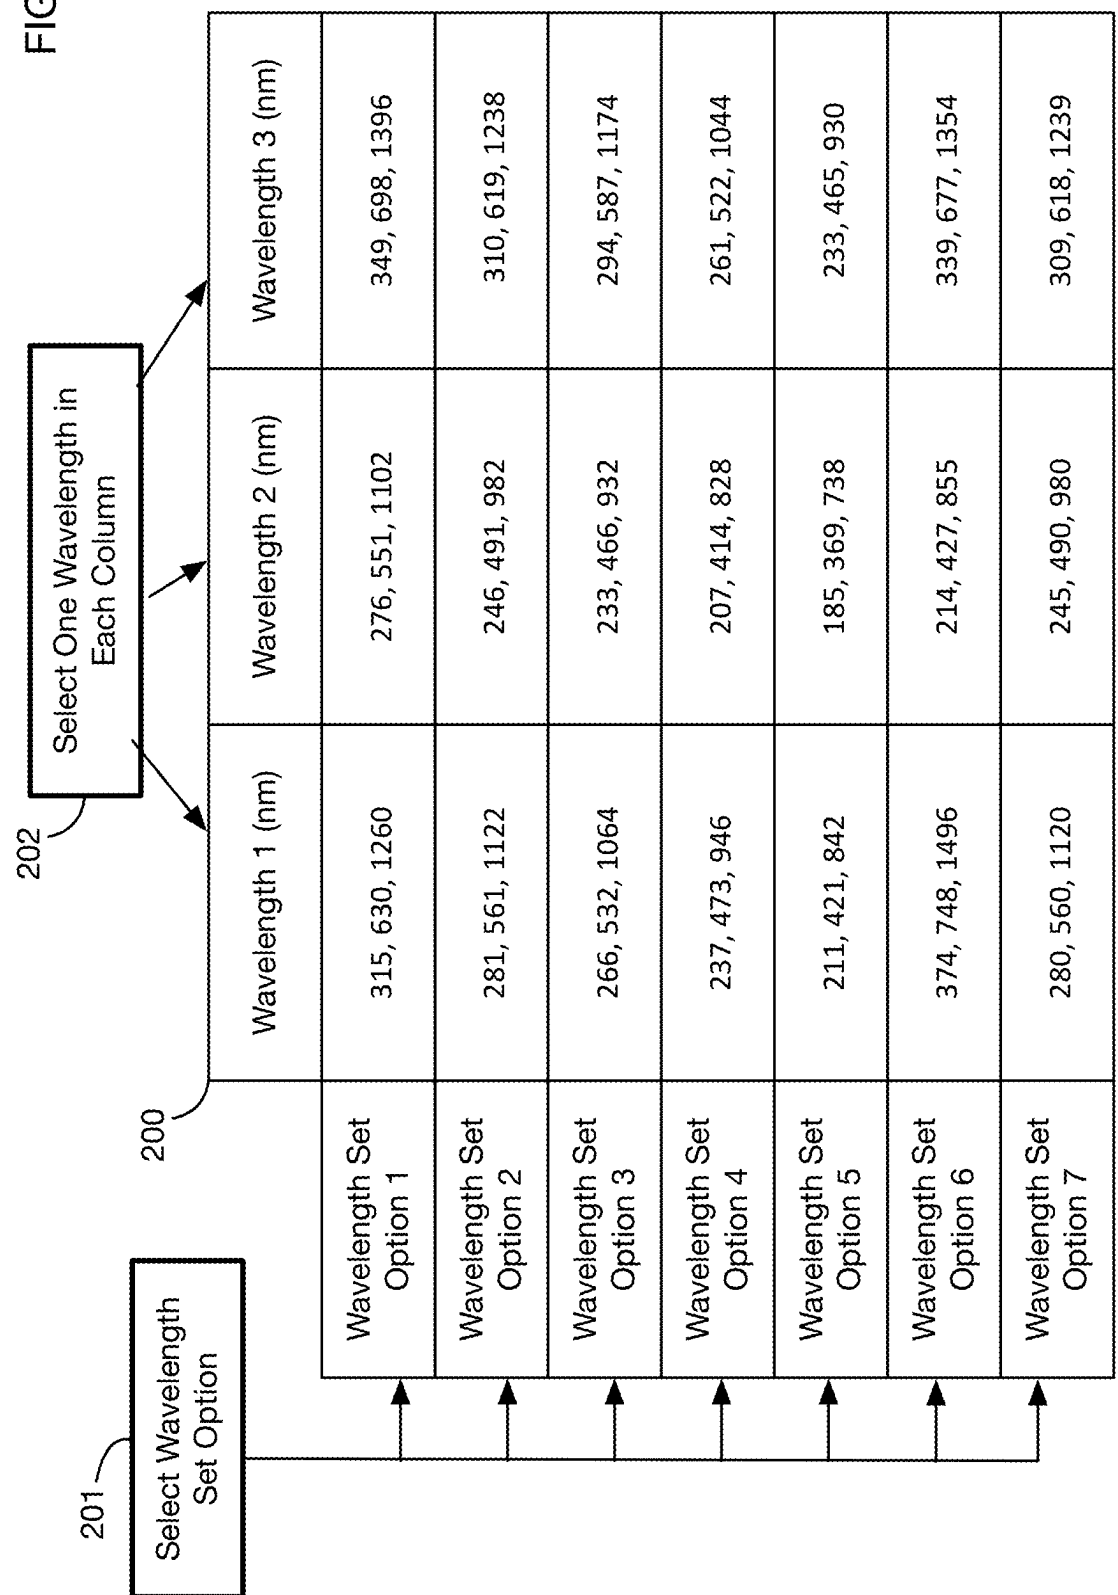 FIG
201
Select Wavelength
Set Option
202
Select One Wavelength in
Each Column
200
Wavelength 1 (nm)
Wavelength 2 (nm)
Wavelength 3 (nm)
Wavelength Set
Option 1
315, 630, 1260
276, 551, 1102
349, 698, 1396
Wavelength Set
Option 2
281, 561, 1122
246, 491, 982
310, 619, 1238
Wavelength Set
Option 3
266, 532, 1064
233, 466, 932
294, 587, 1174
Wavelength Set
Option 4
237, 473, 946
207, 414, 828
261, 522, 1044
Wavelength Set
Option 5
211, 421, 842
185, 369, 738
233, 465, 930
Wavelength Set
Option 6
374, 748, 1496
214, 427, 855
339, 677, 1354
Wavelength Set
Option 7
280, 560, 1120
245, 490, 980
309, 618, 1239